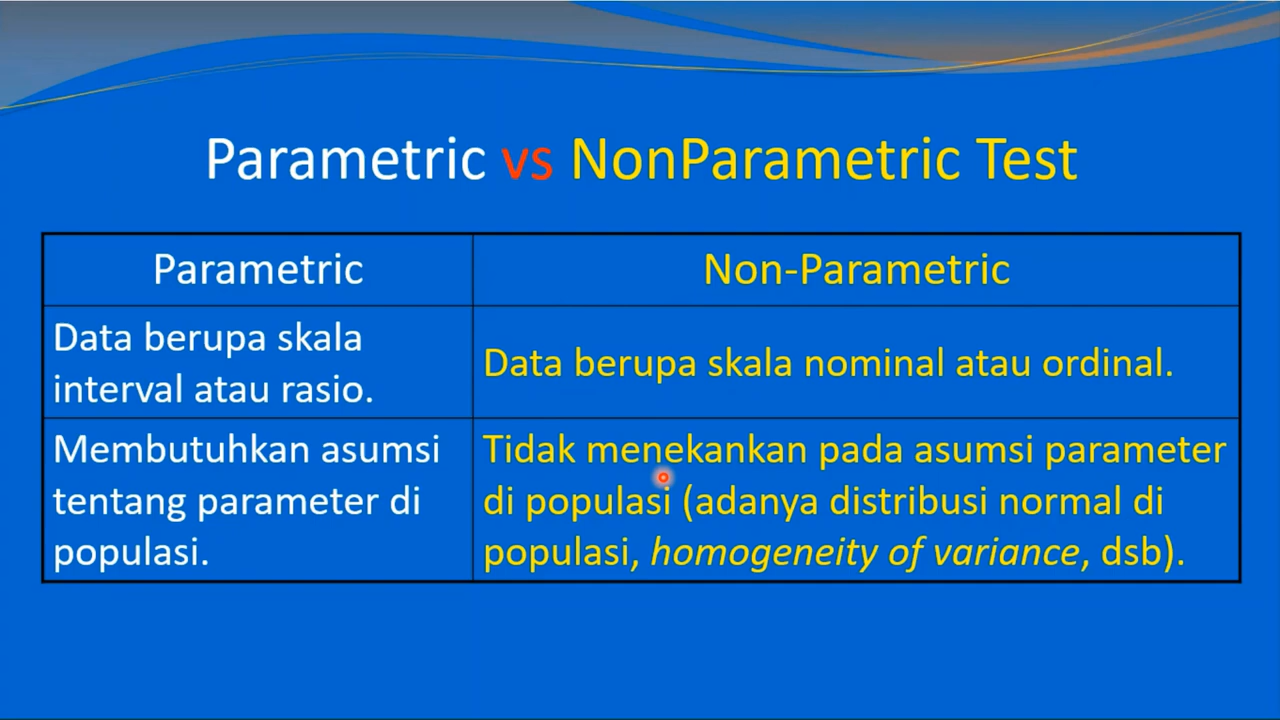 Parametric vs NonParametric Test
Parametric
Non-Parametric
Data berupa skala
interval atau rasio.
Data berupa skala nominal atau ordinal.
Membutuhkan asumsi
tentang parameter di
populasi.
Tidak menekankan pada asumsi parameter
di populasi (adanya distribusi normal di
populasi, homogeneity of variance, dsb).